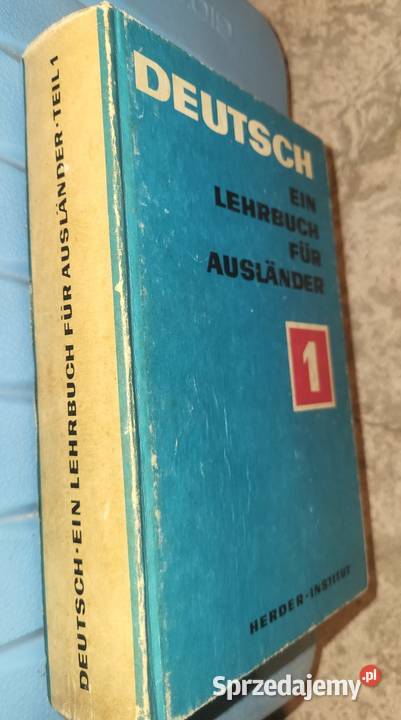 DEUTSCH
EIN
LEHRBUCH
FÜR
AUSLÄNDER
1
HERDER-INSTITUT
DEUTSCH·EIN LEHRBUCH FÜR AUSLÄNDER·TEIL 1
Sprzedajemy.pl